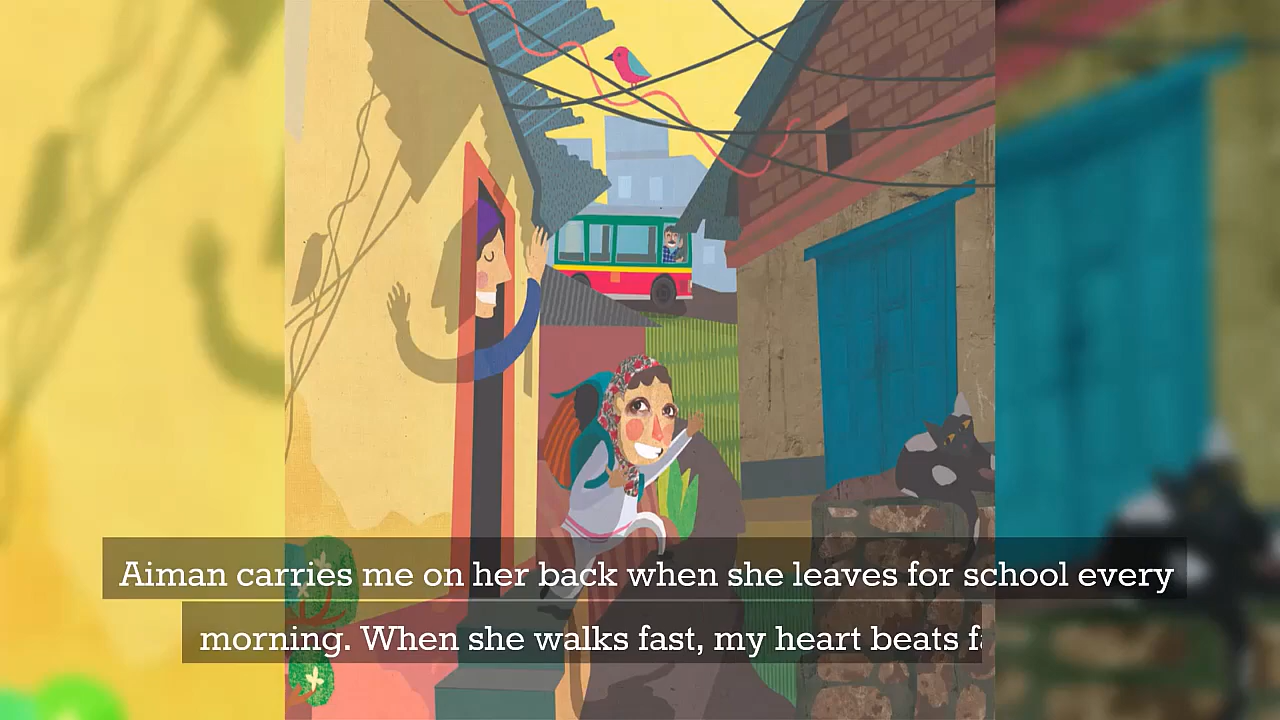 Aiman carries me on her back when she leaves for school every
morning. When she walks fast, my heart beats